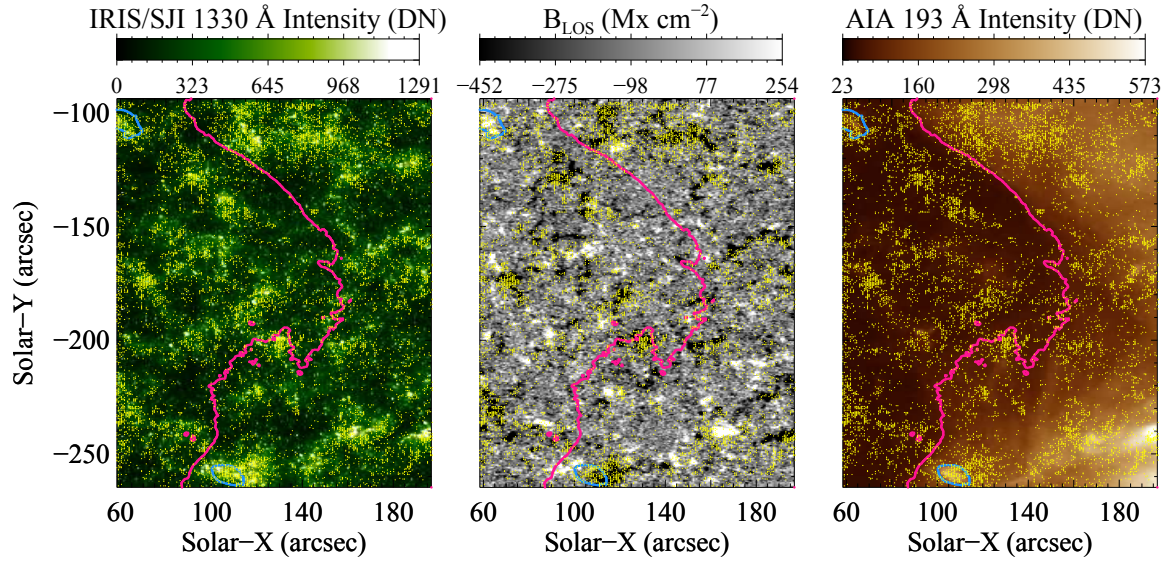 IRIS/SJI 1330 Å Intensity (DN)
0 323 645 968 1291
B_LOS (Mx cm⁻²)
−452 −275 −98 77 254
AIA 193 Å Intensity (DN)
23 160 298 435 573
Solar−Y (arcsec)
−100
−150
−200
−250
60 100 140 180
60 100 140 180
60 100 140 180
Solar−X (arcsec)
Solar−X (arcsec)
Solar−X (arcsec)